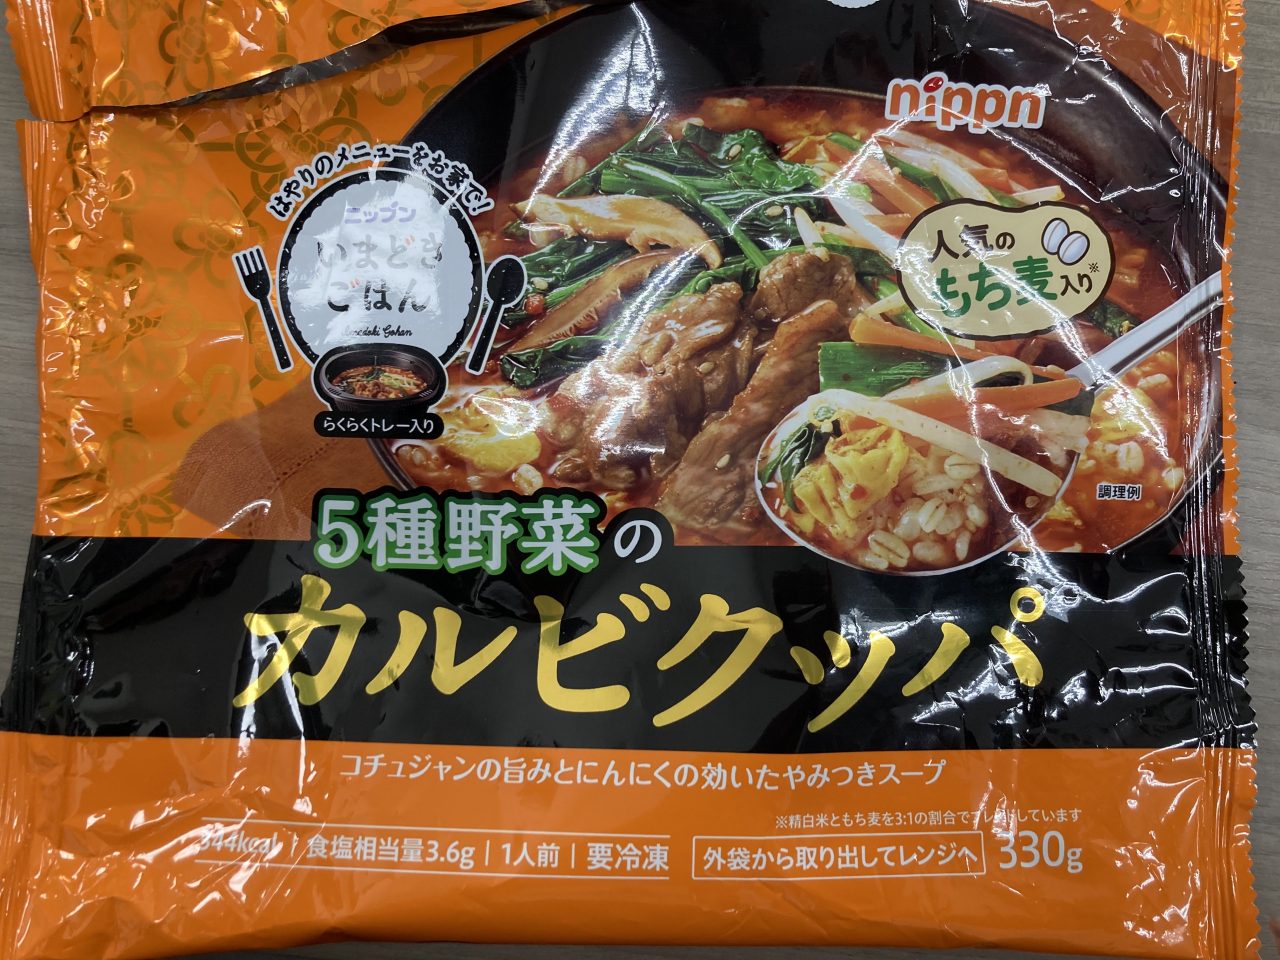 nippn
はやりのメニューをお家で!
ニップン
いまどき
ごはん
Imadoki Gohan
らくらくトレー入り
人気の
もち麦入り※
調理例
5種野菜の
カルビクッパ
コチュジャンの旨みとにんにくの効いたやみつきスープ
※精白米ともち麦を3:1の割合でブレンドしています
344kcal | 食塩相当量3.6g | 1人前 | 要冷凍
外袋から取り出してレンジへ
330g